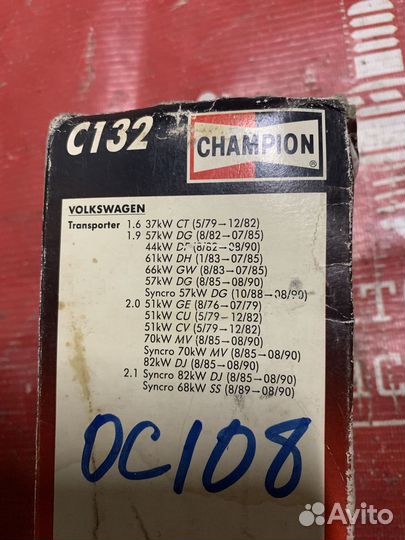 C132
CHAMPION
®
VOLKSWAGEN
Transporter 1.6 37kW CT (5/79→12/82)
1.9 57kW DG (8/82→07/85)
44kW DF (8/82→08/90)
61kW DH (1/83→07/85)
66kW GW (8/83→07/85)
57kW DG (8/85→08/90)
Syncro 57kW DG (10/88→08/90)
2.0 51kW GE (8/76→07/79)
51kW CU (5/79→12/82)
51kW CV (5/79→12/82)
70kW MV (8/85→08/90)
Syncro 70kW MV (8/85→08/90)
82kW DJ (8/85→08/90)
2.1 Syncro 82kW DJ (8/85→08/90)
Syncro 68kW SS (8/89→08/90)
OC108
Avito